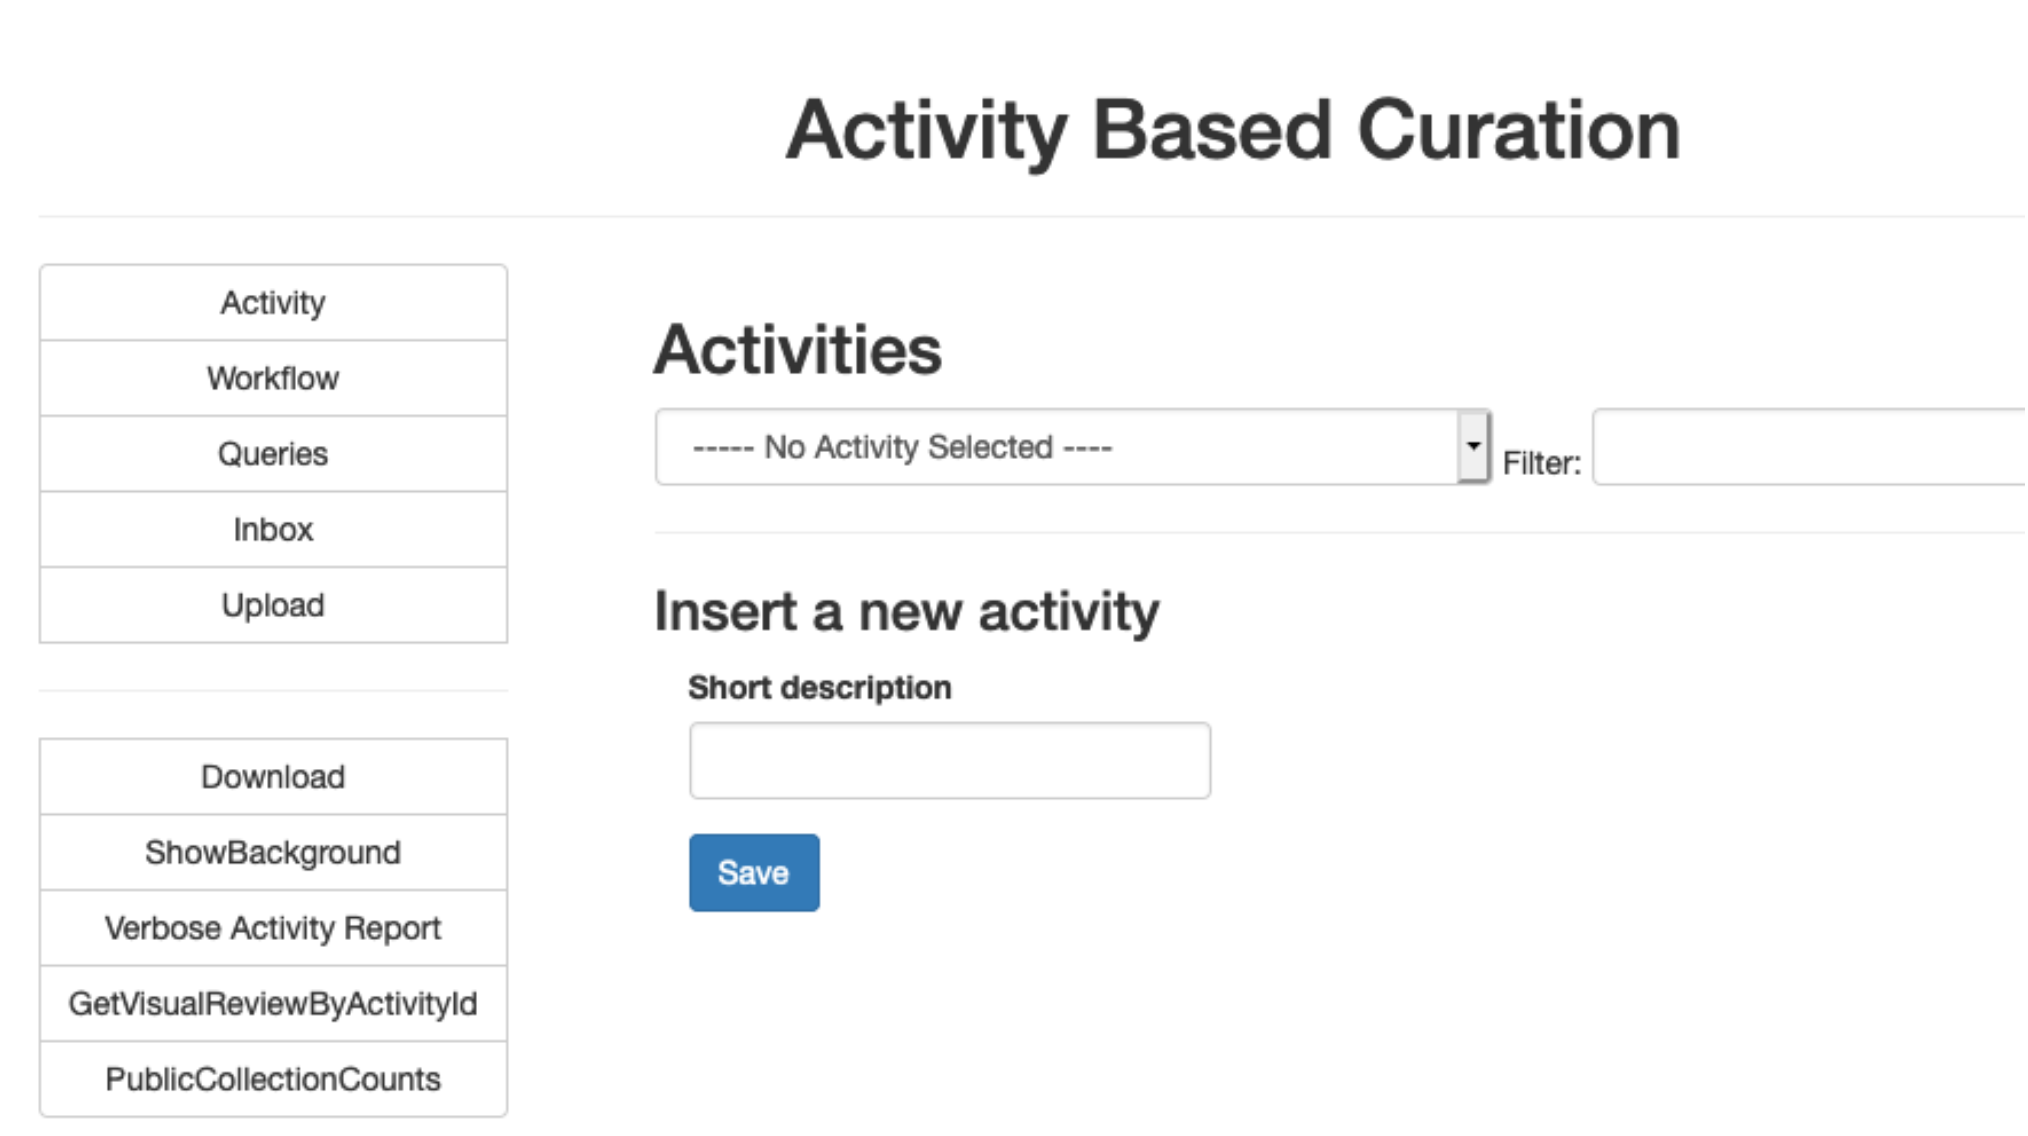 Activity Based Curation
Activity
Workflow
Queries
Inbox
Upload
Download
ShowBackground
Verbose Activity Report
GetVisualReviewByActivityId
PublicCollectionCounts
Activities
----- No Activity Selected ---- Filter:
Insert a new activity
Short description
Save